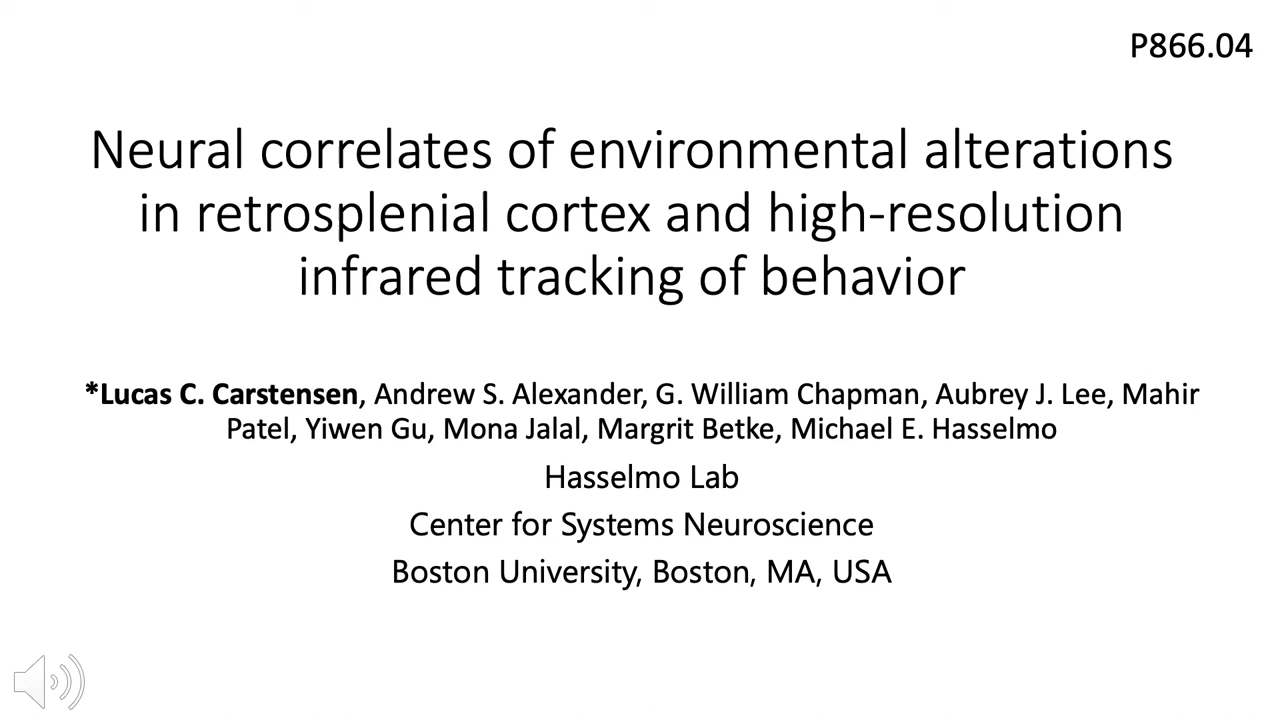 P866.04
Neural correlates of environmental alterations
in retrosplenial cortex and high-resolution
infrared tracking of behavior
*Lucas C. Carstensen, Andrew S. Alexander, G. William Chapman, Aubrey J. Lee, Mahir
Patel, Yiwen Gu, Mona Jalal, Margrit Betke, Michael E. Hasselmo
Hasselmo Lab
Center for Systems Neuroscience
Boston University, Boston, MA, USA